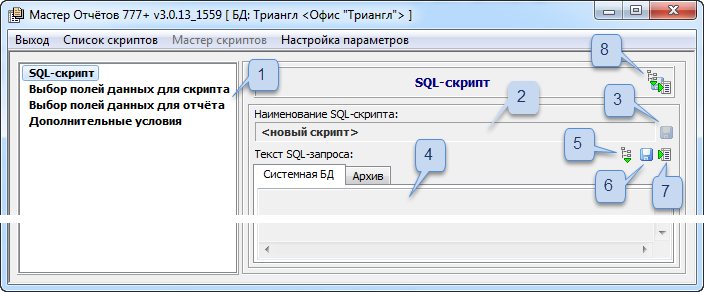 Мастер Отчётов 777+ v3.0.13_1559 [ БД: Триангл <Офис "Триангл"> ]
Выход Список скриптов Мастер скриптов Настройка параметров
8
SQL-скрипт
Выбор полей данных для скрипта
Выбор полей данных для отчёта
Дополнительные условия
1
SQL-скрипт
Наименование SQL-скрипта:
2
3
<новый скрипт>
Текст SQL-запроса:
4
5
Системная БД Архив
6
7